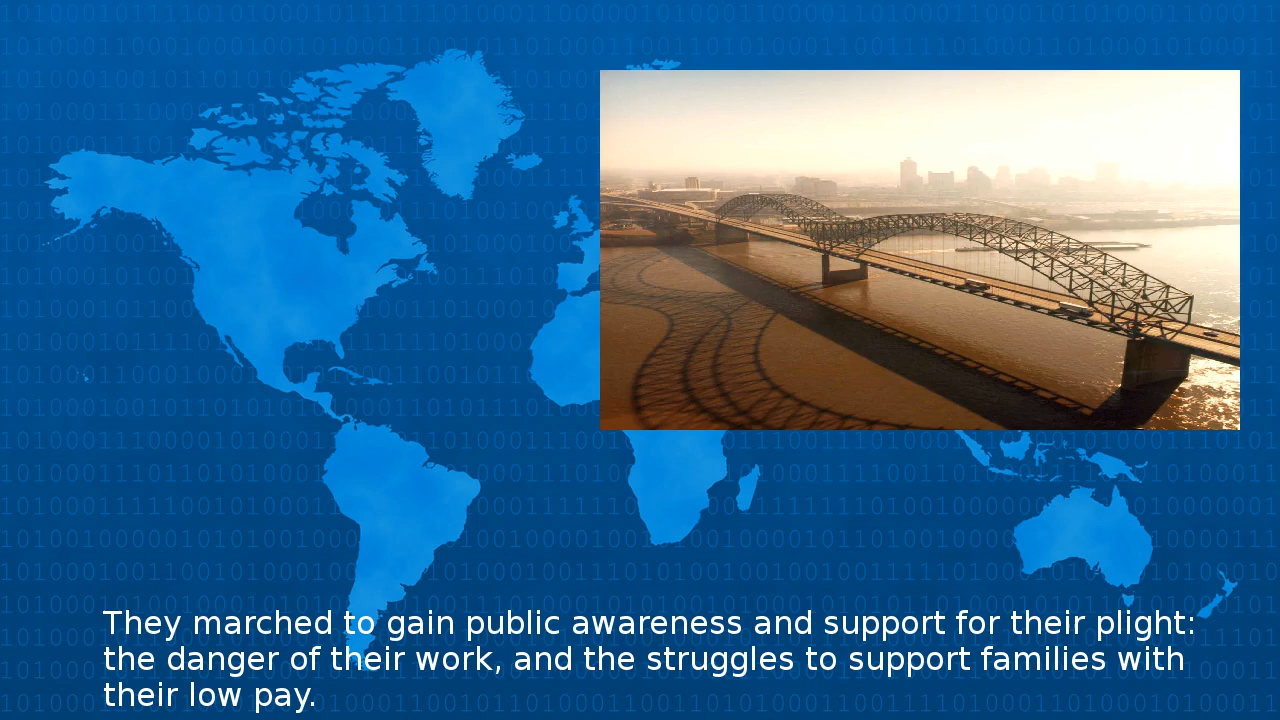 They marched to gain public awareness and support for their plight:
the danger of their work, and the struggles to support families with
their low pay.